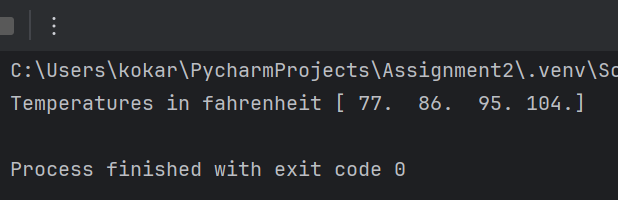 C:\Users\kokar\PycharmProjects\Assignment2\.venv\Sc
Temperatures in fahrenheit [ 77.  86.  95. 104.]
Process finished with exit code 0